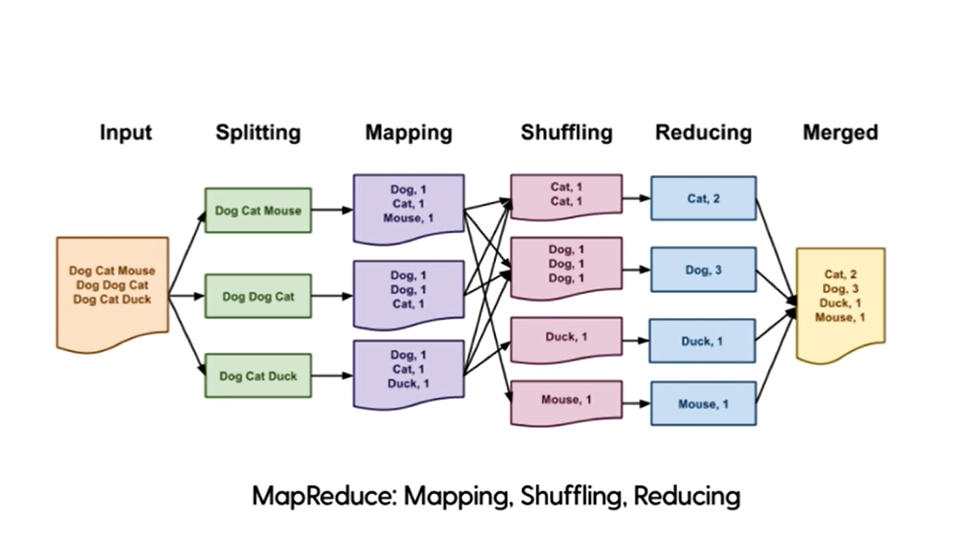 Input
Splitting
Mapping
Shuffling
Reducing
Merged
Dog Cat Mouse
Dog Dog Cat
Dog Cat Duck
Dog Cat Mouse
Dog Dog Cat
Dog Cat Duck
Dog, 1
Cat, 1
Mouse, 1
Dog, 1
Dog, 1
Cat, 1
Dog, 1
Cat, 1
Duck, 1
Cat, 1
Cat, 1
Dog, 1
Dog, 1
Dog, 1
Duck, 1
Mouse, 1
Cat, 2
Dog, 3
Duck, 1
Mouse, 1
Cat, 2
Dog, 3
Duck, 1
Mouse, 1
MapReduce: Mapping, Shuffling, Reducing